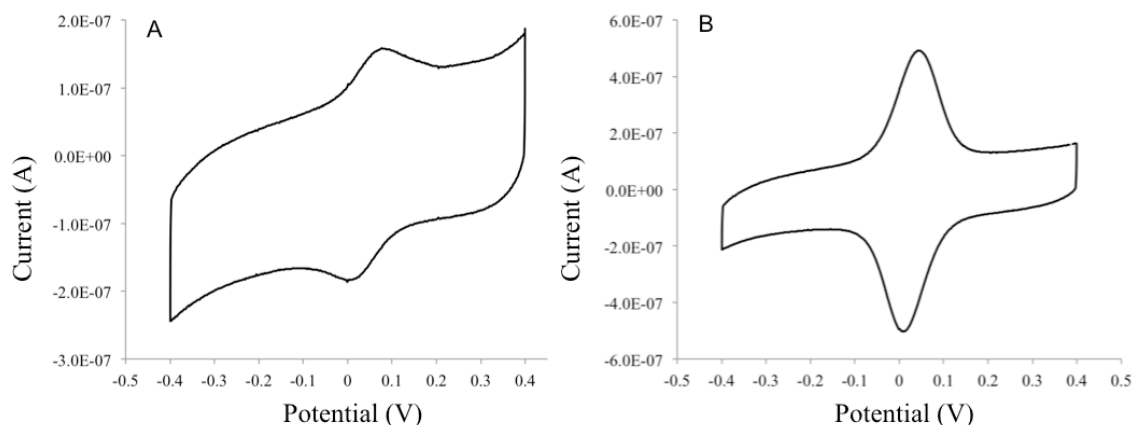 A
2.0E-07
1.0E-07
0.0E+00
-1.0E-07
-2.0E-07
-3.0E-07
Current (A)
-0.5 -0.4 -0.3 -0.2 -0.1 0 0.1 0.2 0.3 0.4
Potential (V)
B
6.0E-07
4.0E-07
2.0E-07
0.0E+00
-2.0E-07
-4.0E-07
-6.0E-07
Current (A)
-0.5 -0.4 -0.3 -0.2 -0.1 0 0.1 0.2 0.3 0.4 0.5
Potential (V)